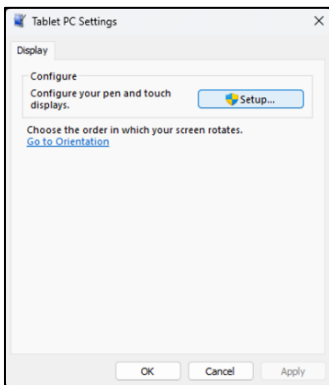 Tablet PC Settings
Display
Configure
Configure your pen and touch
displays.
Setup...
Choose the order in which your screen rotates.
Go to Orientation
OK
Cancel
Apply